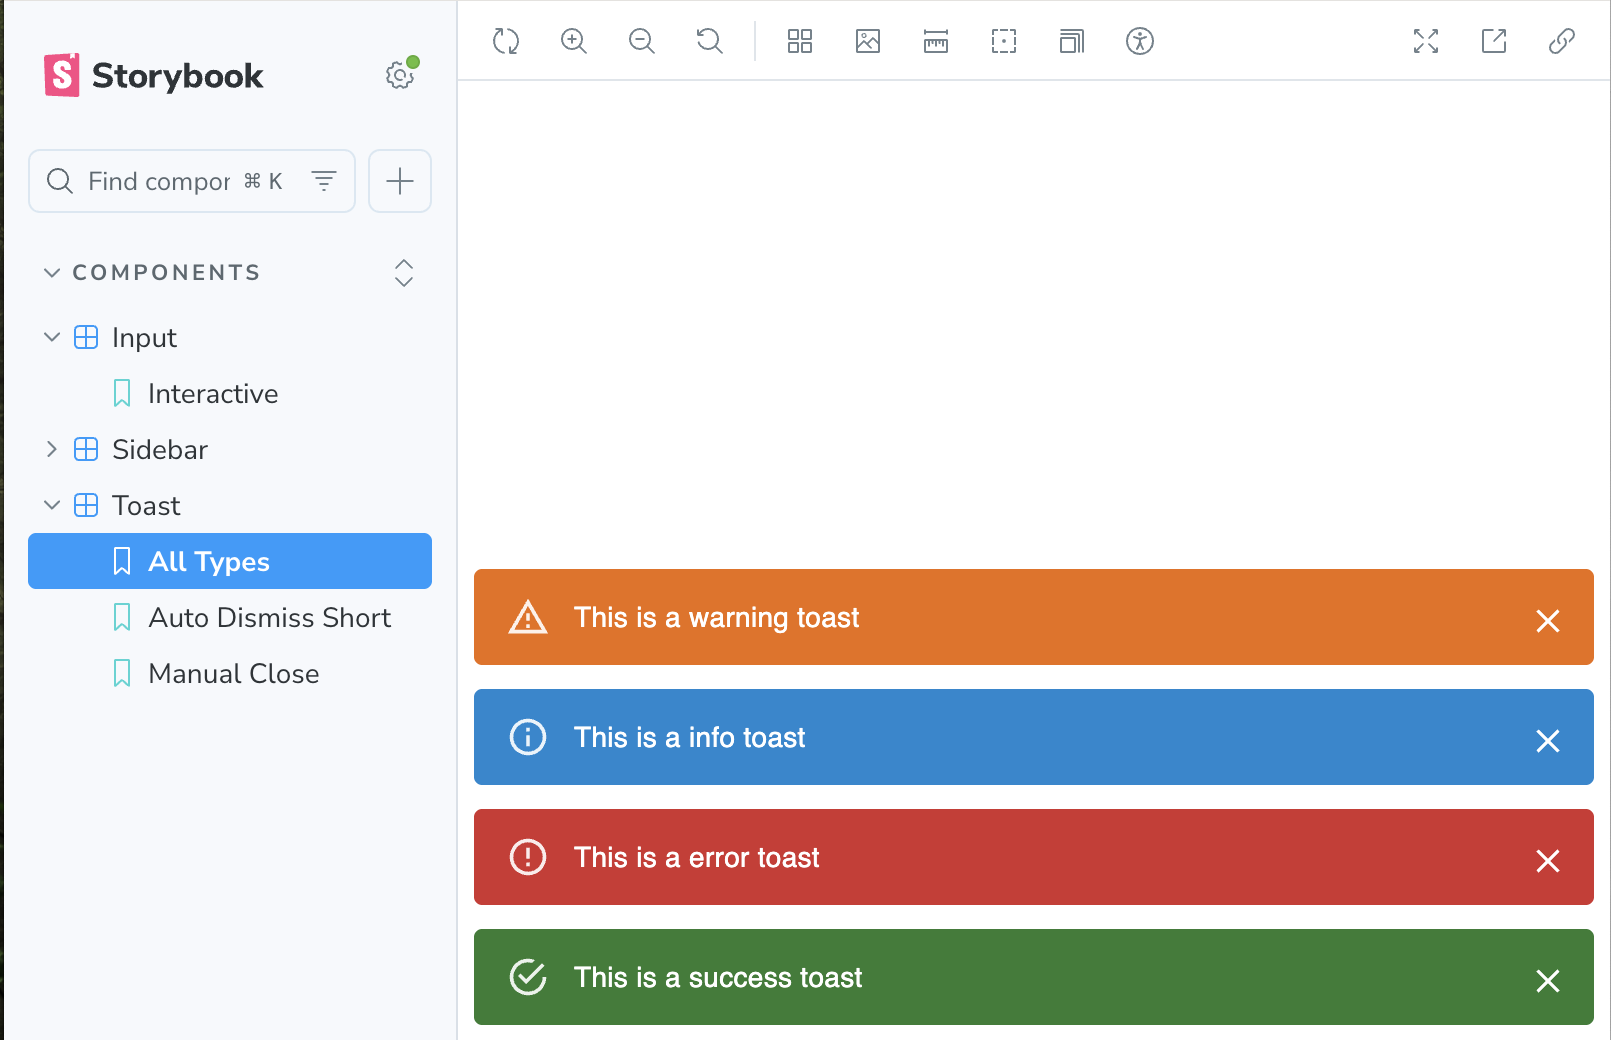 Storybook
Find compor ⌘ K
COMPONENTS
Input
Interactive
Sidebar
Toast
All Types
Auto Dismiss Short
Manual Close
This is a warning toast
This is a info toast
This is a error toast
This is a success toast